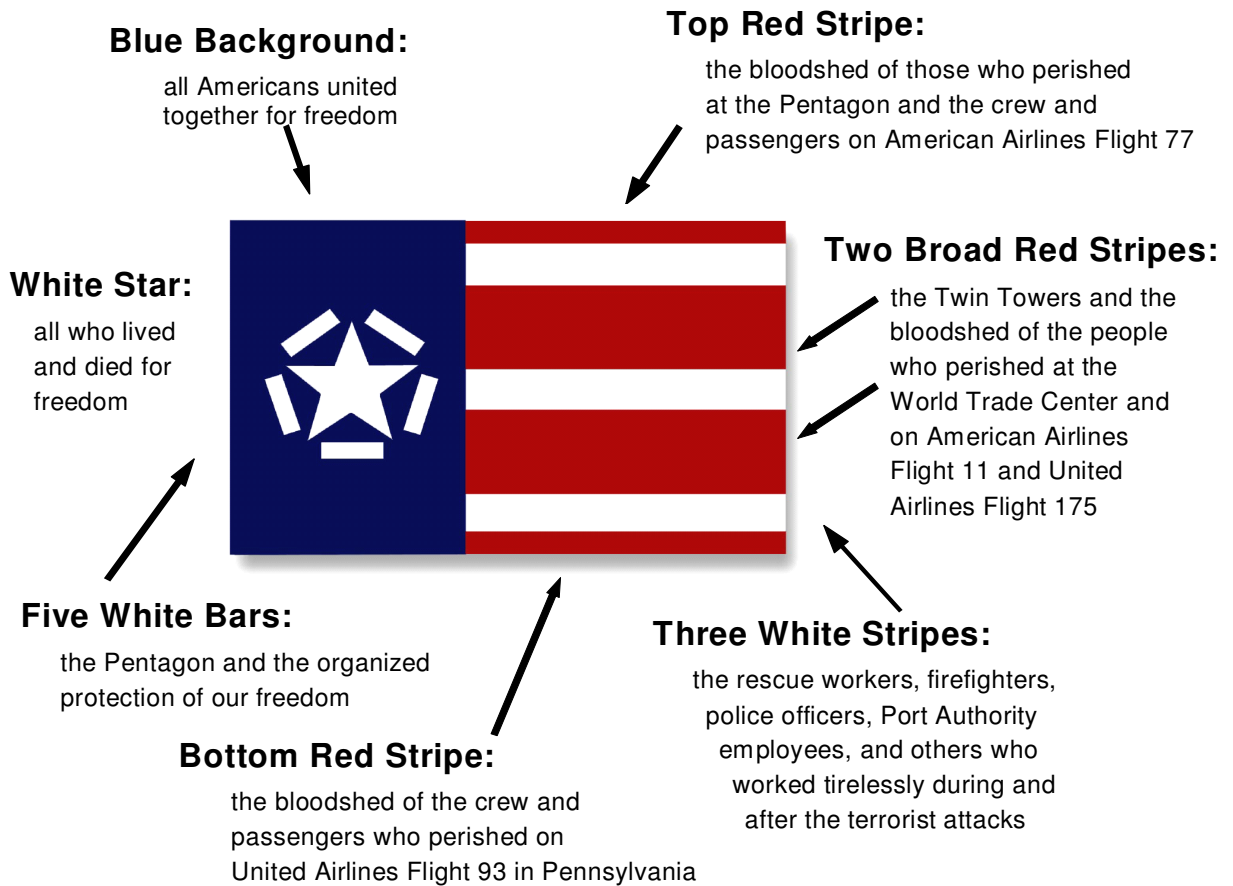 Blue Background:
all Americans united
together for freedom
Top Red Stripe:
the bloodshed of those who perished
at the Pentagon and the crew and
passengers on American Airlines Flight 77
White Star:
all who lived
and died for
freedom
Two Broad Red Stripes:
the Twin Towers and the
bloodshed of the people
who perished at the
World Trade Center and
on American Airlines
Flight 11 and United
Airlines Flight 175
Five White Bars:
the Pentagon and the organized
protection of our freedom
Three White Stripes:
the rescue workers, firefighters,
police officers, Port Authority
employees, and others who
worked tirelessly during and
after the terrorist attacks
Bottom Red Stripe:
the bloodshed of the crew and
passengers who perished on
United Airlines Flight 93 in Pennsylvania